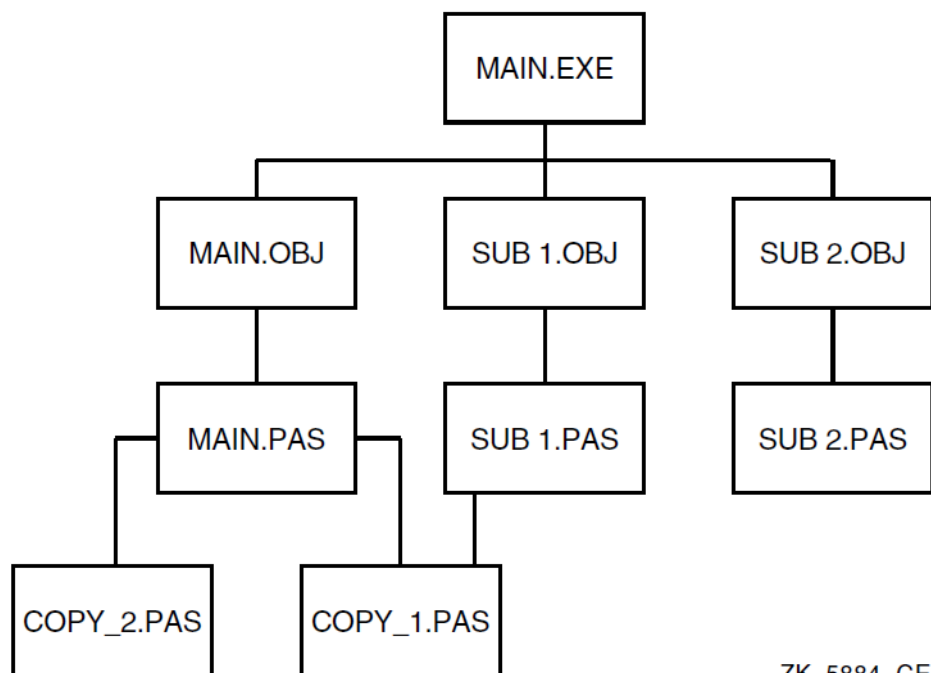 MAIN.EXE
MAIN.OBJ
SUB 1.OBJ
SUB 2.OBJ
MAIN.PAS
SUB 1.PAS
SUB 2.PAS
COPY_2.PAS
COPY_1.PAS